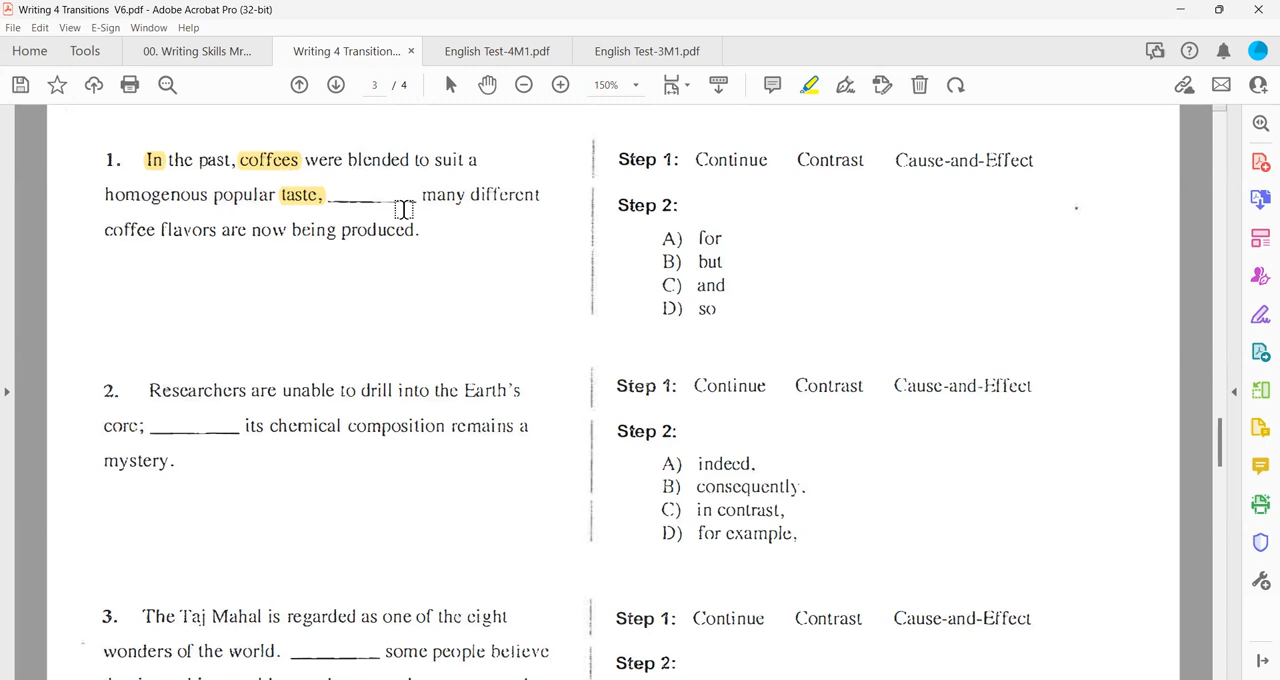 Writing 4 Transitions  V6.pdf - Adobe Acrobat Pro (32-bit)
File Edit View E-Sign Window Help
Home Tools 00. Writing Skills Mr... Writing 4 Transition... × English Test-4M1.pdf English Test-3M1.pdf
3 / 4 150%
1. In the past, coffees were blended to suit a
homogenous popular taste, ________ many different
coffee flavors are now being produced.
Step 1: Continue Contrast Cause-and-Effect
Step 2:
A) for
B) but
C) and
D) so
2. Researchers are unable to drill into the Earth's
core; ________ its chemical composition remains a
mystery.
Step 1: Continue Contrast Cause-and-Effect
Step 2:
A) indeed,
B) consequently,
C) in contrast,
D) for example,
3. The Taj Mahal is regarded as one of the eight
wonders of the world. ________ some people believe
Step 1: Continue Contrast Cause-and-Effect
Step 2: